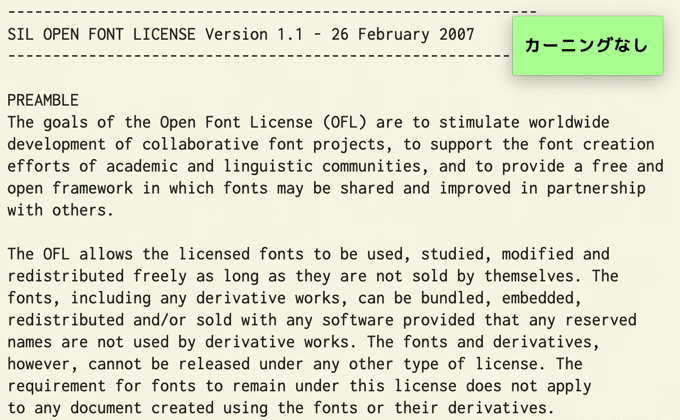 ------------------------------------------------------------
SIL OPEN FONT LICENSE Version 1.1 - 26 February 2007
カーニングなし
------------------------------------------------------------
PREAMBLE
The goals of the Open Font License (OFL) are to stimulate worldwide
development of collaborative font projects, to support the font creation
efforts of academic and linguistic communities, and to provide a free and
open framework in which fonts may be shared and improved in partnership
with others.
The OFL allows the licensed fonts to be used, studied, modified and
redistributed freely as long as they are not sold by themselves. The
fonts, including any derivative works, can be bundled, embedded,
redistributed and/or sold with any software provided that any reserved
names are not used by derivative works. The fonts and derivatives,
however, cannot be released under any other type of license. The
requirement for fonts to remain under this license does not apply
to any document created using the fonts or their derivatives.